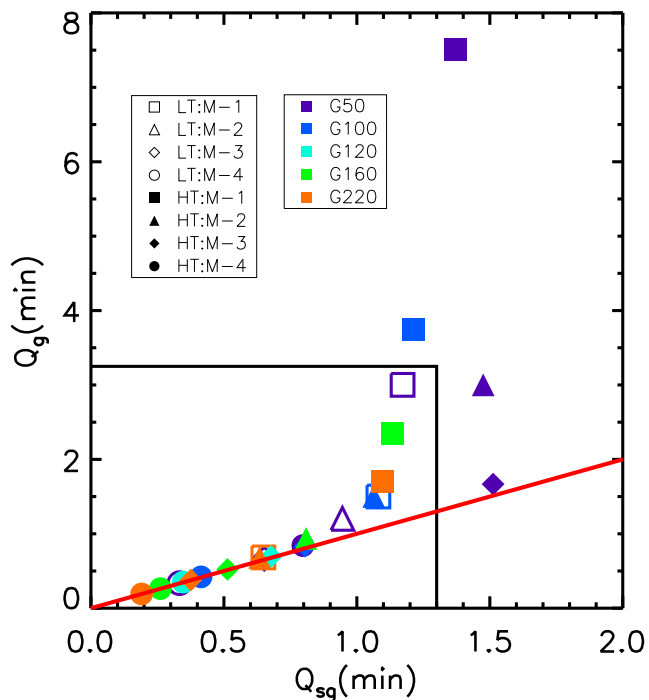 8
LT:M-1
LT:M-2
LT:M-3
LT:M-4
HT:M-1
HT:M-2
HT:M-3
HT:M-4
G50
G100
G120
G160
G220
6
4
2
0
Qg(min)
0.0 0.5 1.0 1.5 2.0
Qsg(min)